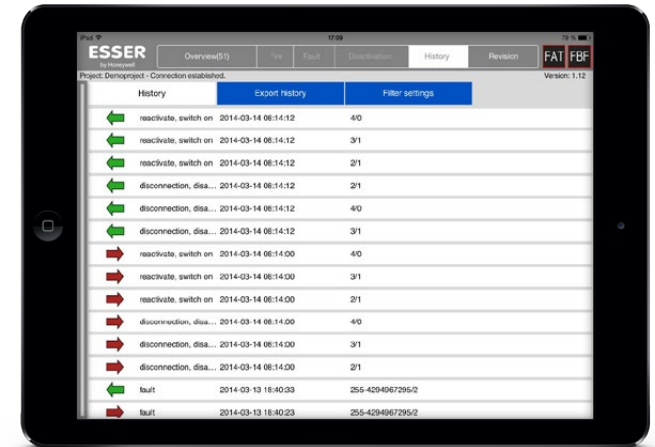 iPad 17:09 78 %
ESSER
by Honeywell
Overview(51) Fire Fault Deactivation History Revision FAT FBF
Project: Demoproject - Connection established. Version: 1.12
History Export history Filter settings
reactivate, switch on 2014-03-14 08:14:12 4/0
reactivate, switch on 2014-03-14 08:14:12 3/1
reactivate, switch on 2014-03-14 08:14:12 2/1
disconnection, disa... 2014-03-14 08:14:12 2/1
disconnection, disa... 2014-03-14 08:14:12 4/0
disconnection, disa... 2014-03-14 08:14:12 3/1
reactivate, switch on 2014-03-14 08:14:00 4/0
reactivate, switch on 2014-03-14 08:14:00 3/1
reactivate, switch on 2014-03-14 08:14:00 2/1
disconnection, disa... 2014-03-14 08:14:00 4/0
disconnection, disa... 2014-03-14 08:14:00 3/1
disconnection, disa... 2014-03-14 08:14:00 2/1
fault 2014-03-13 18:40:33 255-4294967295/2
fault 2014-03-13 18:40:23 255-4294967295/2